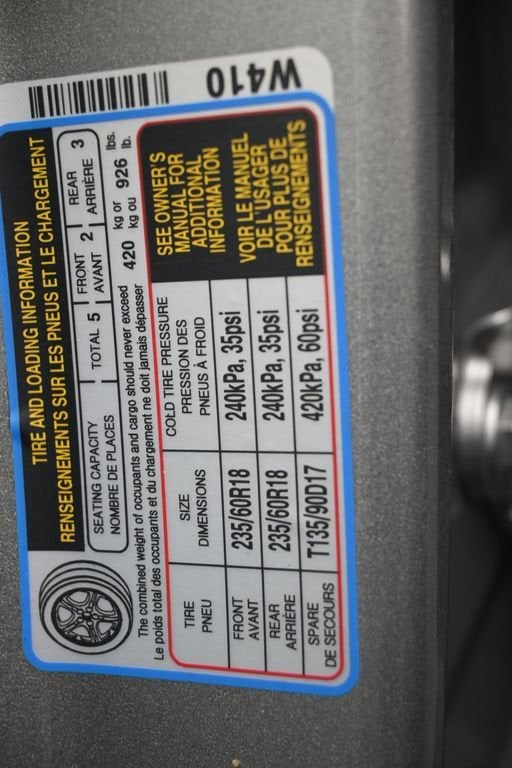 W410
TIRE AND LOADING INFORMATION
RENSEIGNEMENTS SUR LES PNEUS ET LE CHARGEMENT
SEATING CAPACITY
NOMBRE DE PLACES
TOTAL 5
FRONT
AVANT
2
REAR
ARRIÈRE
3
The combined weight of occupants and cargo should never exceed
Le poids total des occupants et du chargement ne doit jamais dépasser
420
kg or
kg ou
926
lbs.
lb.
TIRE
PNEU
SIZE
DIMENSIONS
COLD TIRE PRESSURE
PRESSION DES
PNEUS À FROID
FRONT
AVANT
235/60R18
240kPa, 35psi
REAR
ARRIÈRE
235/60R18
240kPa, 35psi
SPARE
DE SECOURS
T135/90D17
420kPa, 60psi
SEE OWNER'S
MANUAL FOR
ADDITIONAL
INFORMATION
VOIR LE MANUEL
DE L'USAGER
POUR PLUS DE
RENSEIGNEMENTS